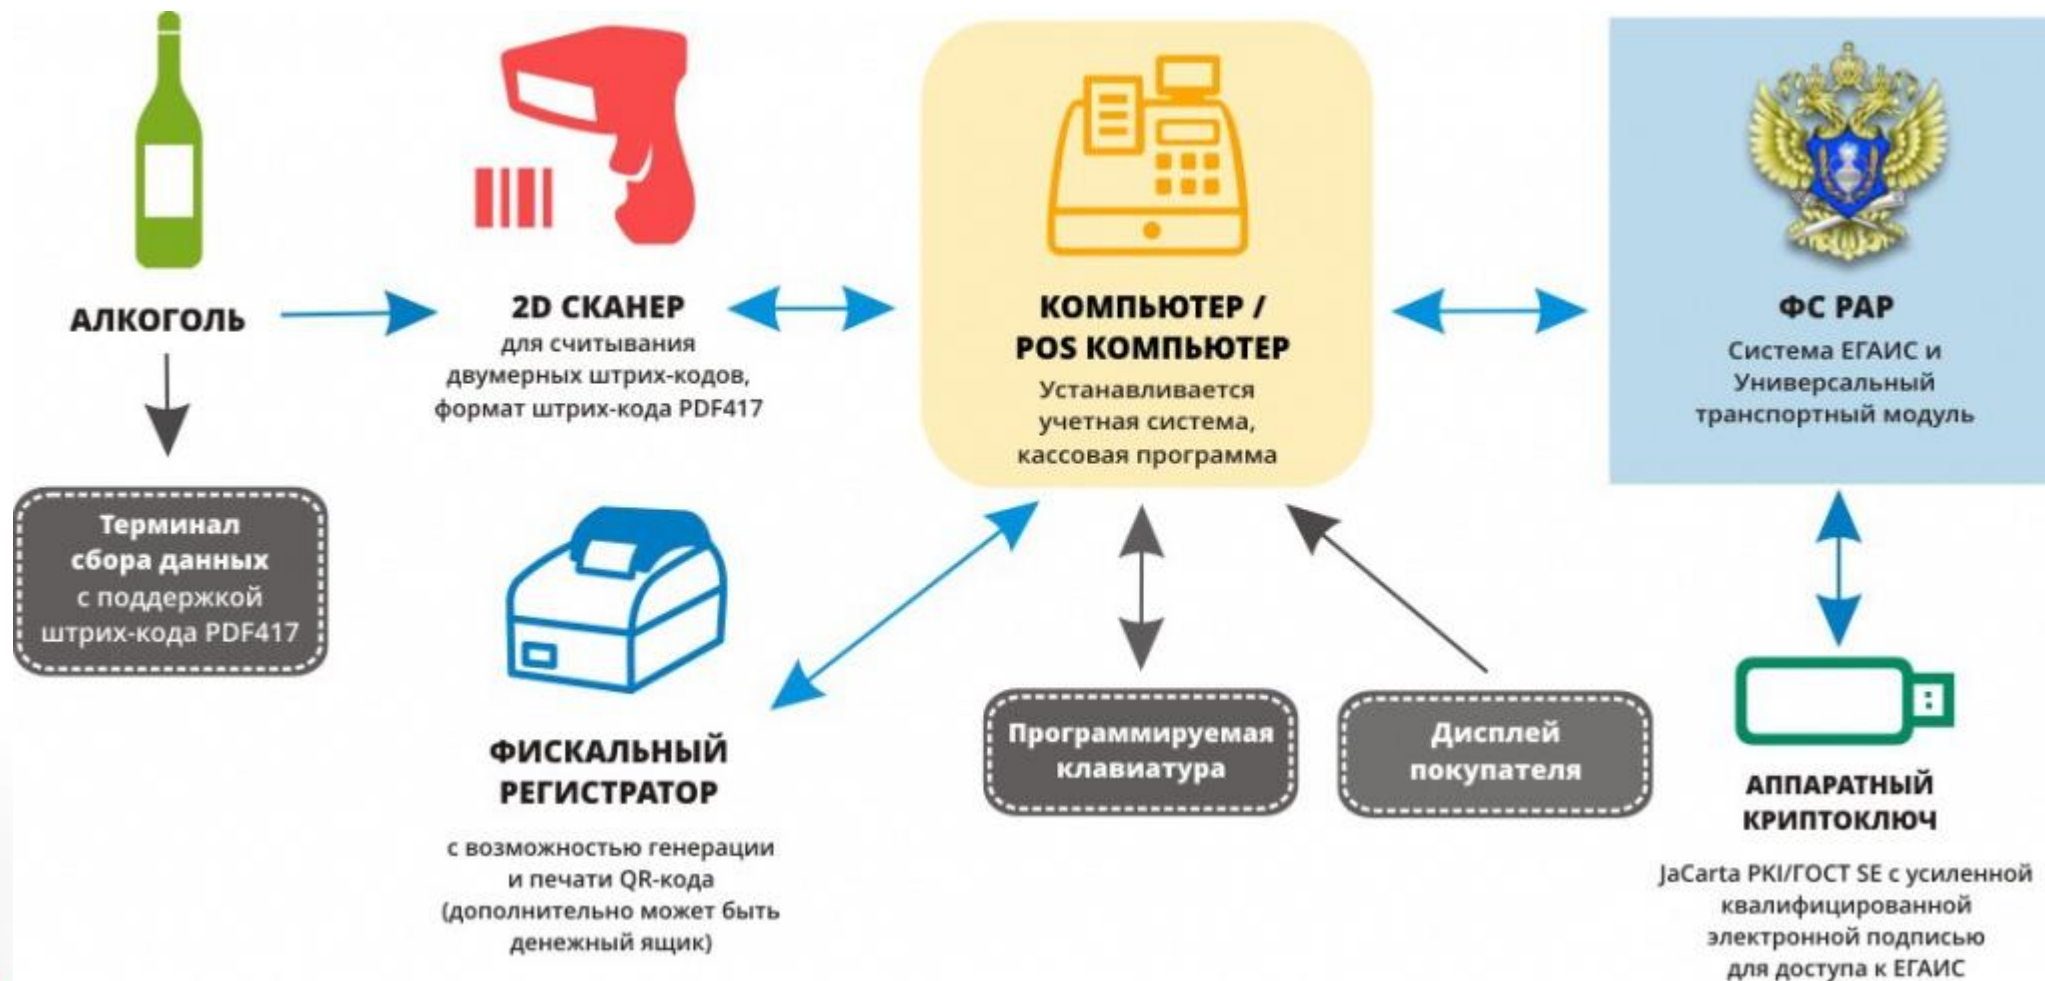 АЛКОГОЛЬ
2D СКАНЕР
для считывания
двумерных штрих-кодов,
формат штрих-кода PDF417
КОМПЬЮТЕР /
POS КОМПЬЮТЕР
Устанавливается
учетная система,
кассовая программа
ФС РАР
Система ЕГАИС и
Универсальный
транспортный модуль
Терминал
сбора данных
с поддержкой
штрих-кода PDF417
ФИСКАЛЬНЫЙ
РЕГИСТРАТОР
с возможностью генерации
и печати QR-кода
(дополнительно может быть
денежный ящик)
Программируемая
клавиатура
Дисплей
покупателя
АППАРАТНЫЙ
КРИПТОКЛЮЧ
JaCarta PKI/ГОСТ SE с усиленной
квалифицированной
электронной подписью
для доступа к ЕГАИС